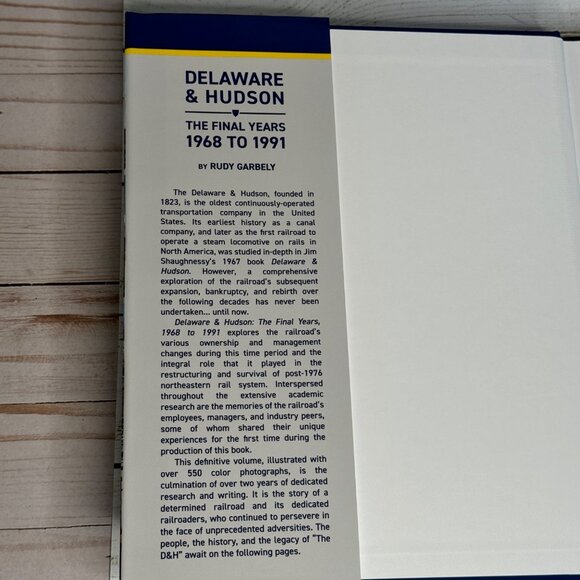 DELAWARE
& HUDSON
THE FINAL YEARS
1968 TO 1991
BY RUDY GARBELY
The Delaware & Hudson, founded in
1823, is the oldest continuously-operated
transportation company in the United
States. Its earliest history as a canal
company, and later as the first railroad to
operate a steam locomotive on rails in
North America, was studied in-depth in Jim
Shaughnessy's 1967 book Delaware &
Hudson. However, a comprehensive
exploration of the railroad's subsequent
expansion, bankruptcy, and rebirth over
the following decades has never been
undertaken... until now.
Delaware & Hudson: The Final Years,
1968 to 1991 explores the railroad's
various ownership and management
changes during this time period and the
integral role that it played in the
restructuring and survival of post-1976
northeastern rail system. Interspersed
throughout the extensive academic
research are the memories of the railroad's
employees, managers, and industry peers,
some of whom shared their unique
experiences for the first time during the
production of this book.
This definitive volume, illustrated with
over 550 color photographs, is the
culmination of over two years of dedicated
research and writing. It is the story of a
determined railroad and its dedicated
railroaders, who continued to persevere in
the face of unprecedented adversities. The
people, the history, and the legacy of "The
D&H" await on the following pages.